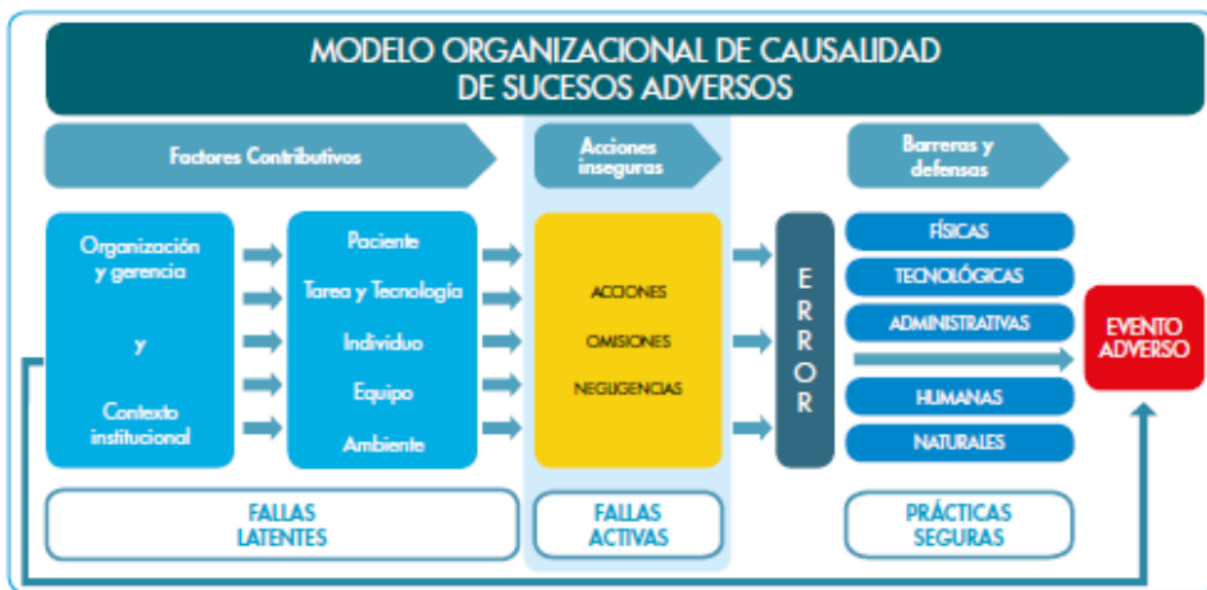 MODELO ORGANIZACIONAL DE CAUSALIDAD
DE SUCESOS ADVERSOS
Factores Contributivos
Acciones
inseguras
Barreras y
defensas
Organización
y gerencia
y
Contexto
institucional
Paciente
Tarea y Tecnología
Individuo
Equipo
Ambiente
ACCIONES
OMISIONES
NEGLIGENCIAS
ERROR
FÍSICAS
TECNOLÓGICAS
ADMINISTRATIVAS
HUMANAS
NATURALES
EVENTO
ADVERSO
FALLAS
LATENTES
FALLAS
ACTIVAS
PRÁCTICAS
SEGURAS